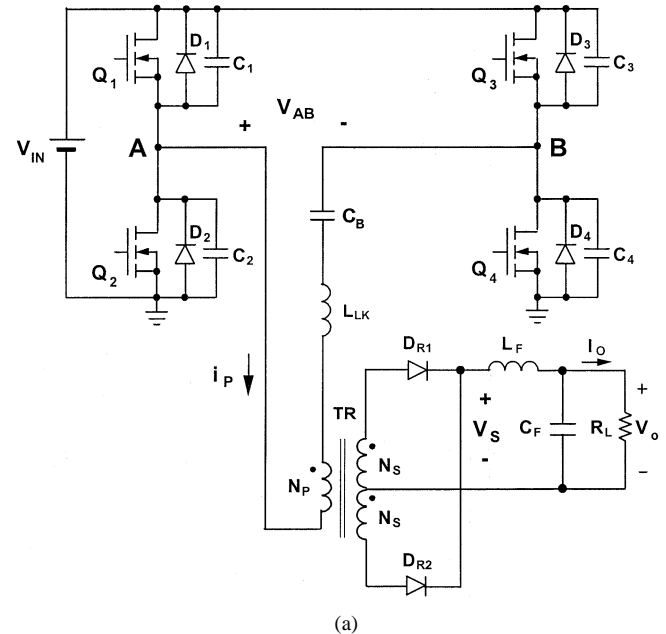 D1
C1
Q1
D3
C3
Q3
+ VAB -
VIN
A
B
D2
C2
Q2
CB
D4
C4
Q4
LLK
iP
DR1
LF
IO
TR
+
VS
-
CF
RL
+
Vo
-
NP
NS
NS
DR2
(a)